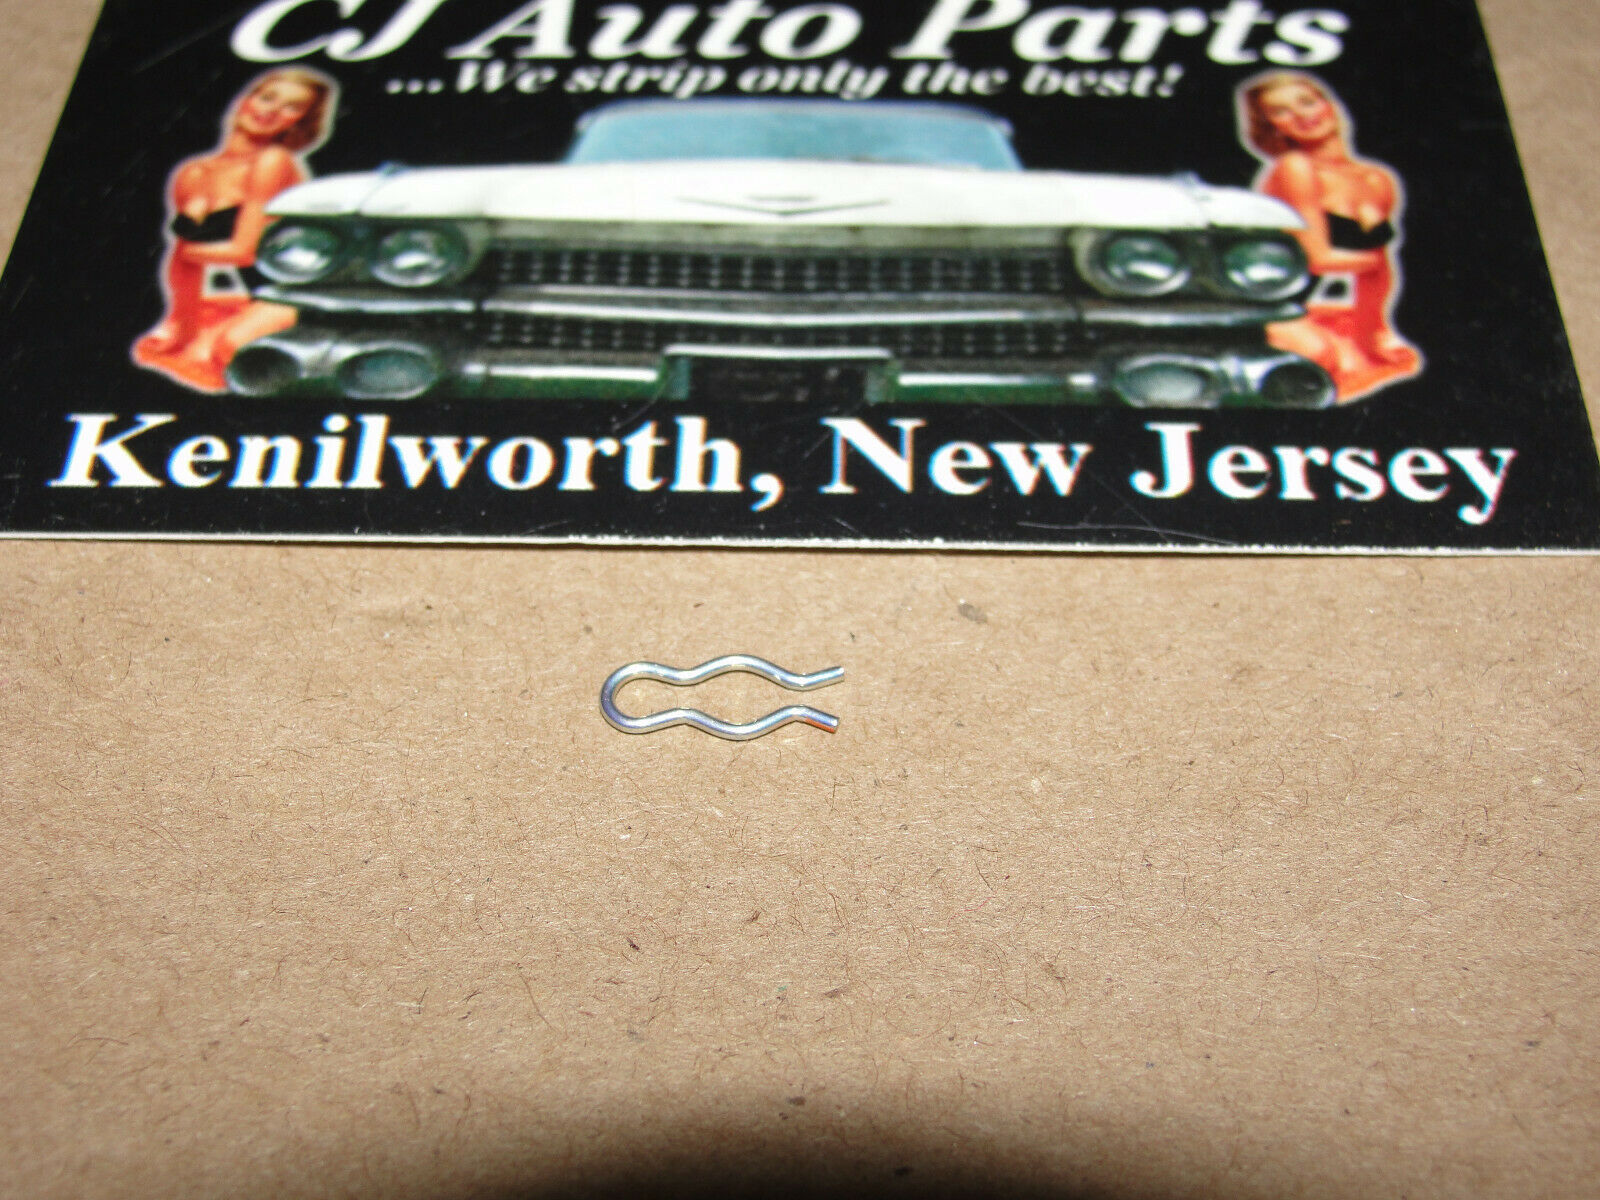 CJ Auto Parts
...We strip only the best!
Kenilworth, New Jersey